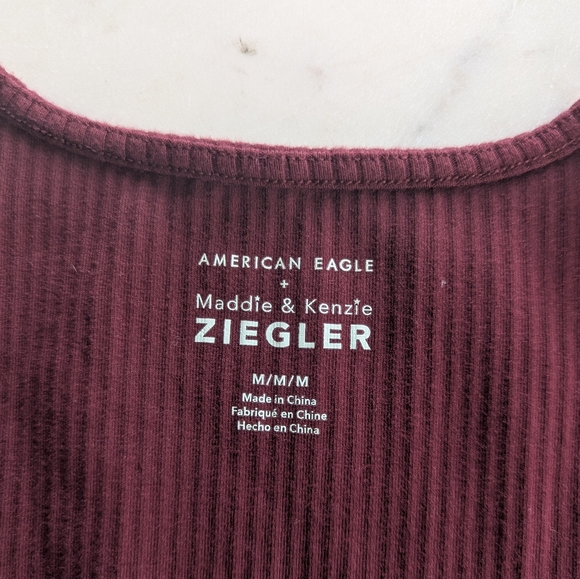 AMERICAN EAGLE
+
Maddie & Kenzie
ZIEGLER
M/M/M
Made in China
Fabriqué en Chine
Hecho en China